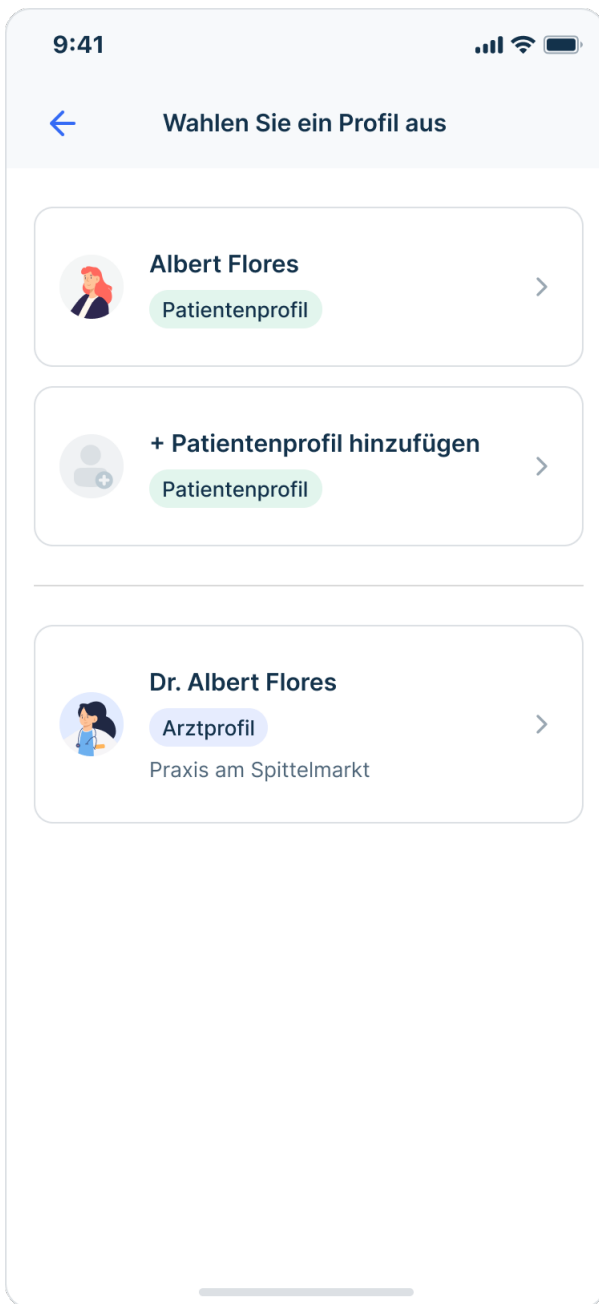 9:41
Wahlen Sie ein Profil aus
Albert Flores
Patientenprofil
+ Patientenprofil hinzufügen
Patientenprofil
Dr. Albert Flores
Arztprofil
Praxis am Spittelmarkt